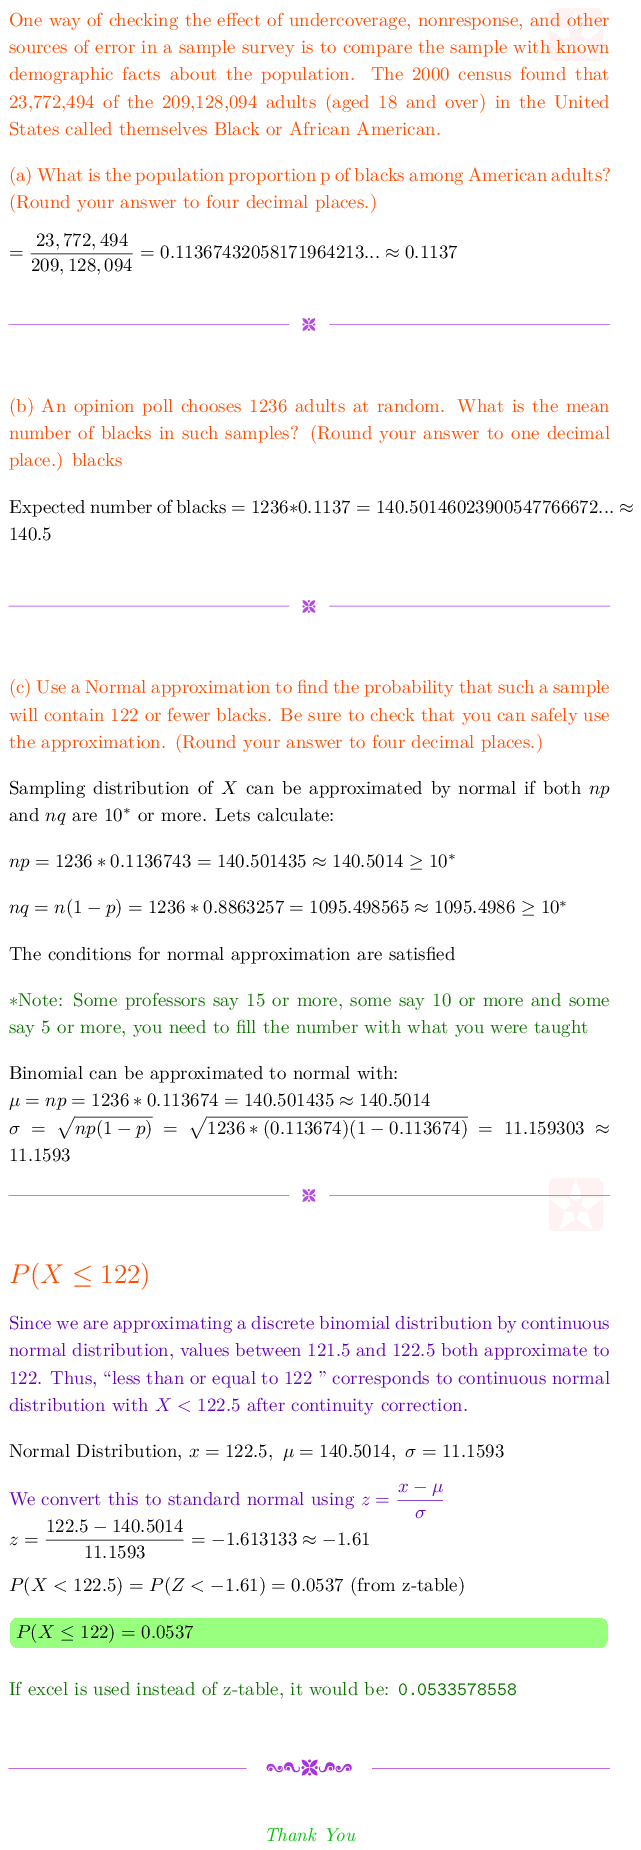 One way of checking the effect of undercoverage, nonresponse, and other
sources of error in a sample survey is to compare the sample with known
demographic facts about the population. The 2000 census found that
23,772,494 of the 209,128,094 adults (aged 18 and over) in the United
States called themselves Black or African American.
(a) What is the population proportion p of blacks among American adults?
(Round your answer to four decimal places.)
= \frac{23,772,494}{209,128,094} = 0.11367432058171964213... ≈ 0.1137
(b) An opinion poll chooses 1236 adults at random. What is the mean
number of blacks in such samples? (Round your answer to one decimal
place.) blacks
Expected number of blacks = 1236*0.1137 = 140.50146023900547766672... ≈
140.5
(c) Use a Normal approximation to find the probability that such a sample
will contain 122 or fewer blacks. Be sure to check that you can safely use
the approximation. (Round your answer to four decimal places.)
Sampling distribution of X can be approximated by normal if both np
and nq are 10* or more. Lets calculate:
np = 1236 * 0.1136743 = 140.501435 ≈ 140.5014 ≥ 10*
nq = n(1 − p) = 1236 * 0.8863257 = 1095.498565 ≈ 1095.4986 ≥ 10*
The conditions for normal approximation are satisfied
*Note: Some professors say 15 or more, some say 10 or more and some
say 5 or more, you need to fill the number with what you were taught
Binomial can be approximated to normal with:
μ = np = 1236 * 0.113674 = 140.501435 ≈ 140.5014
σ = \sqrt{np(1 − p)} = \sqrt{1236 * (0.113674)(1 − 0.113674)} = 11.159303 ≈
11.1593
P(X ≤ 122)
Since we are approximating a discrete binomial distribution by continuous
normal distribution, values between 121.5 and 122.5 both approximate to
122. Thus, “less than or equal to 122 ” corresponds to continuous normal
distribution with X < 122.5 after continuity correction.
Normal Distribution, x = 122.5, μ = 140.5014, σ = 11.1593
We convert this to standard normal using z = \frac{x − μ}{σ}
z = \frac{122.5 − 140.5014}{11.1593} = −1.613133 ≈ −1.61
P(X < 122.5) = P(Z < −1.61) = 0.0537 (from z-table)
P(X ≤ 122) = 0.0537
If excel is used instead of z-table, it would be: 0.0533578558
Thank You